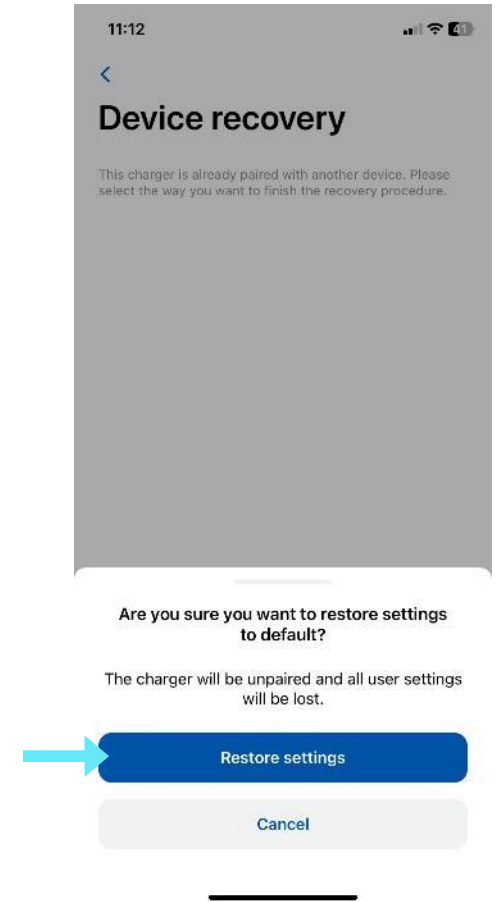 11:12
41
Device recovery
This charger is already paired with another device. Please
select the way you want to finish the recovery procedure.
Are you sure you want to restore settings
to default?
The charger will be unpaired and all user settings
will be lost.
Restore settings
Cancel